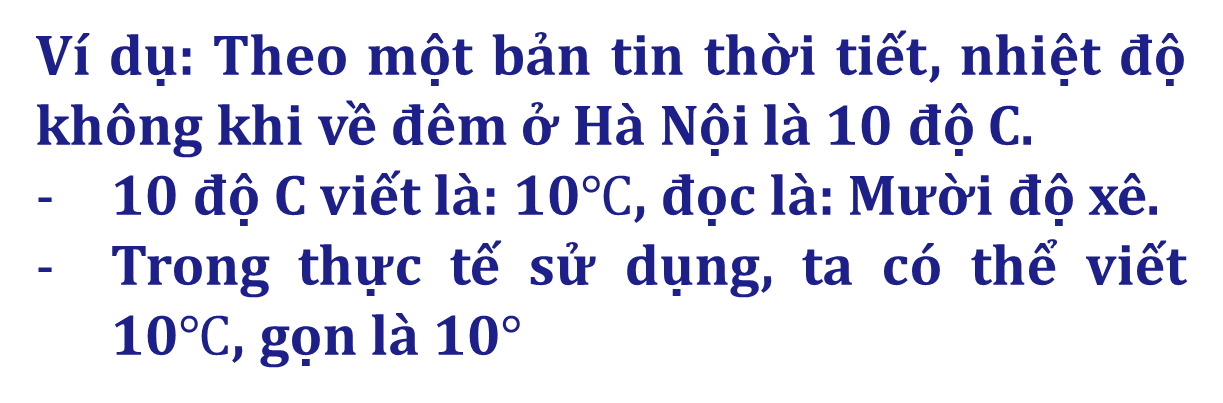 Ví dụ: Theo một bản tin thời tiết, nhiệt độ
không khi về đêm ở Hà Nội là 10 độ C.
- 10 độ C viết là: 10℃, đọc là: Mười độ xê.
- Trong thực tế sử dụng, ta có thể viết
10℃, gọn là 10°